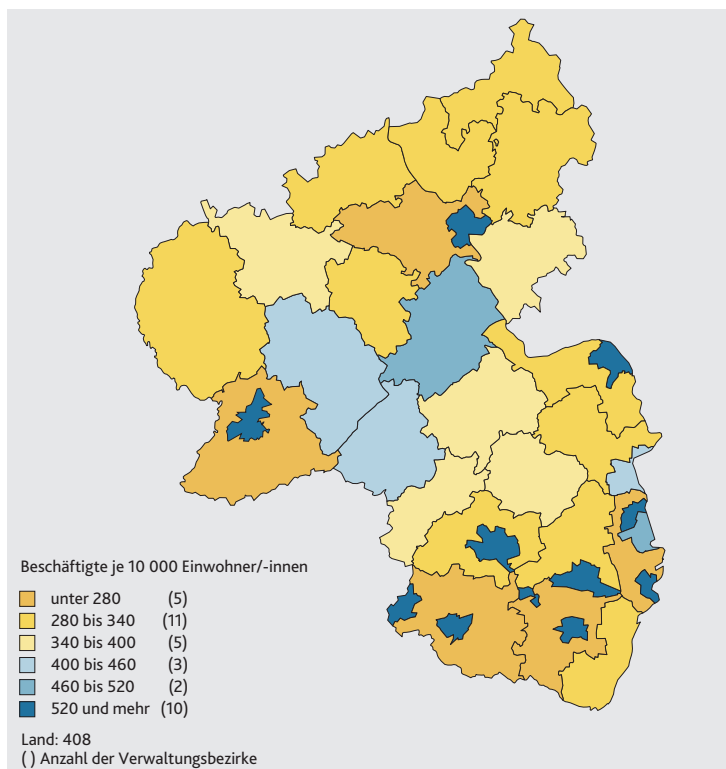 Beschäftigte je 10 000 Einwohner/-innen
unter 280 (5)
280 bis 340 (11)
340 bis 400 (5)
400 bis 460 (3)
460 bis 520 (2)
520 und mehr (10)
Land: 408
( ) Anzahl der Verwaltungsbezirke